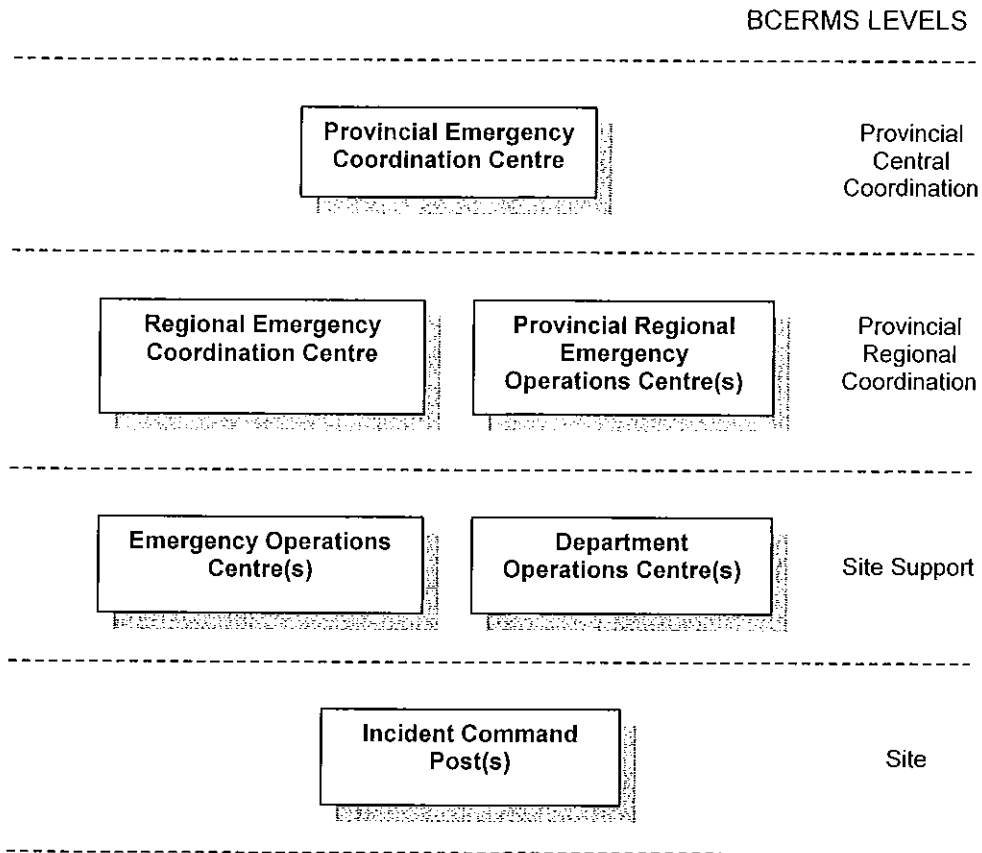 BCERMS LEVELS
Provincial Emergency
Coordination Centre
Provincial
Central
Coordination
Regional Emergency
Coordination Centre
Provincial Regional
Emergency
Operations Centre(s)
Provincial
Regional
Coordination
Emergency Operations
Centre(s)
Department
Operations Centre(s)
Site Support
Incident Command
Post(s)
Site